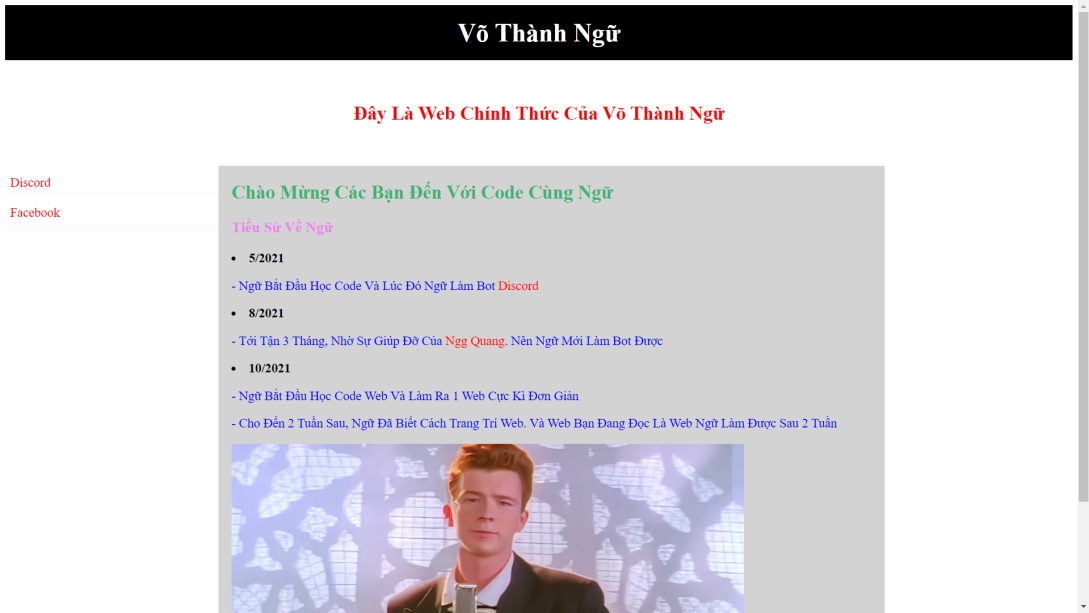 Võ Thành Ngữ
Đây Là Web Chính Thức Của Võ Thành Ngữ
Discord
Facebook
Chào Mừng Các Bạn Đến Với Code Cùng Ngữ
Tiểu Sử Về Ngữ
• 5/2021
- Ngữ Bắt Đầu Học Code Và Lúc Đó Ngữ Làm Bot Discord
• 8/2021
- Tới Tận 3 Tháng, Nhờ Sự Giúp Đỡ Của Ngg Quang. Nên Ngữ Mới Làm Bot Được
• 10/2021
- Ngữ Bắt Đầu Học Code Web Và Làm Ra 1 Web Cực Kì Đơn Giản
- Cho Đến 2 Tuần Sau, Ngữ Đã Biết Cách Trang Trí Web. Và Web Bạn Đang Đọc Là Web Ngữ Làm Được Sau 2 Tuần